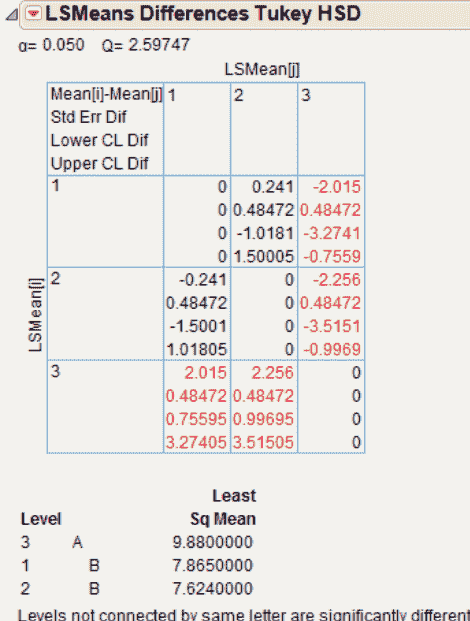 LSMeans Differences Tukey HSD
α= 0.050 Q= 2.59747
LSMean[j]
Mean[i]-Mean[j] 1 2 3
Std Err Dif
Lower CL Dif
Upper CL Dif
LSMean[i]
1 0 0.241 -2.015
0 0.48472 0.48472
0 -1.0181 -3.2741
0 1.50005 -0.7559
2 -0.241 0 -2.256
0.48472 0 0.48472
-1.5001 0 -3.5151
1.01805 0 -0.9969
3 2.015 2.256 0
0.48472 0.48472 0
0.75595 0.99695 0
3.27405 3.51505 0
Least
Level Sq Mean
3 A 9.8800000
1 B 7.8650000
2 B 7.6240000
Levels not connected by same letter are significantly different